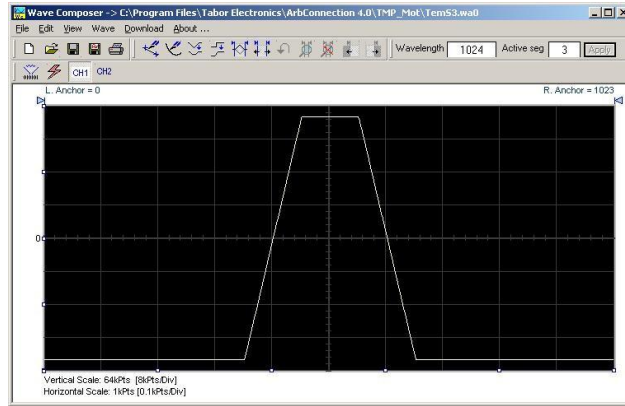 Wave Composer -> C:\Program Files\Tabor Electronics\ArbConnection 4.0\TMP_Mot\Tem53.wa0
File Edit View Wave Download About ...
Wavelength 1024 Active seg 3 Apply
CH1 CH2
L. Anchor = 0 R. Anchor = 1023
0
Vertical Scale: 64kPts [8kPts/Div]
Horizontal Scale: 1kPts [0.1kPts/Div]